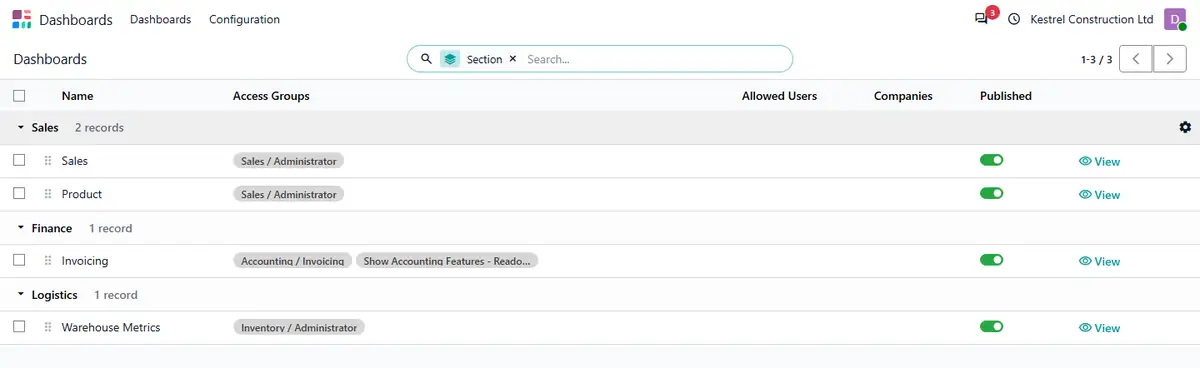 Dashboards Dashboards Configuration 3 Kestrel Construction Ltd D
Dashboards Section × Search... 1-3 / 3
Name Access Groups Allowed Users Companies Published
Sales 2 records
Sales Sales / Administrator View
Product Sales / Administrator View
Finance 1 record
Invoicing Accounting / Invoicing Show Accounting Features - Reado... View
Logistics 1 record
Warehouse Metrics Inventory / Administrator View